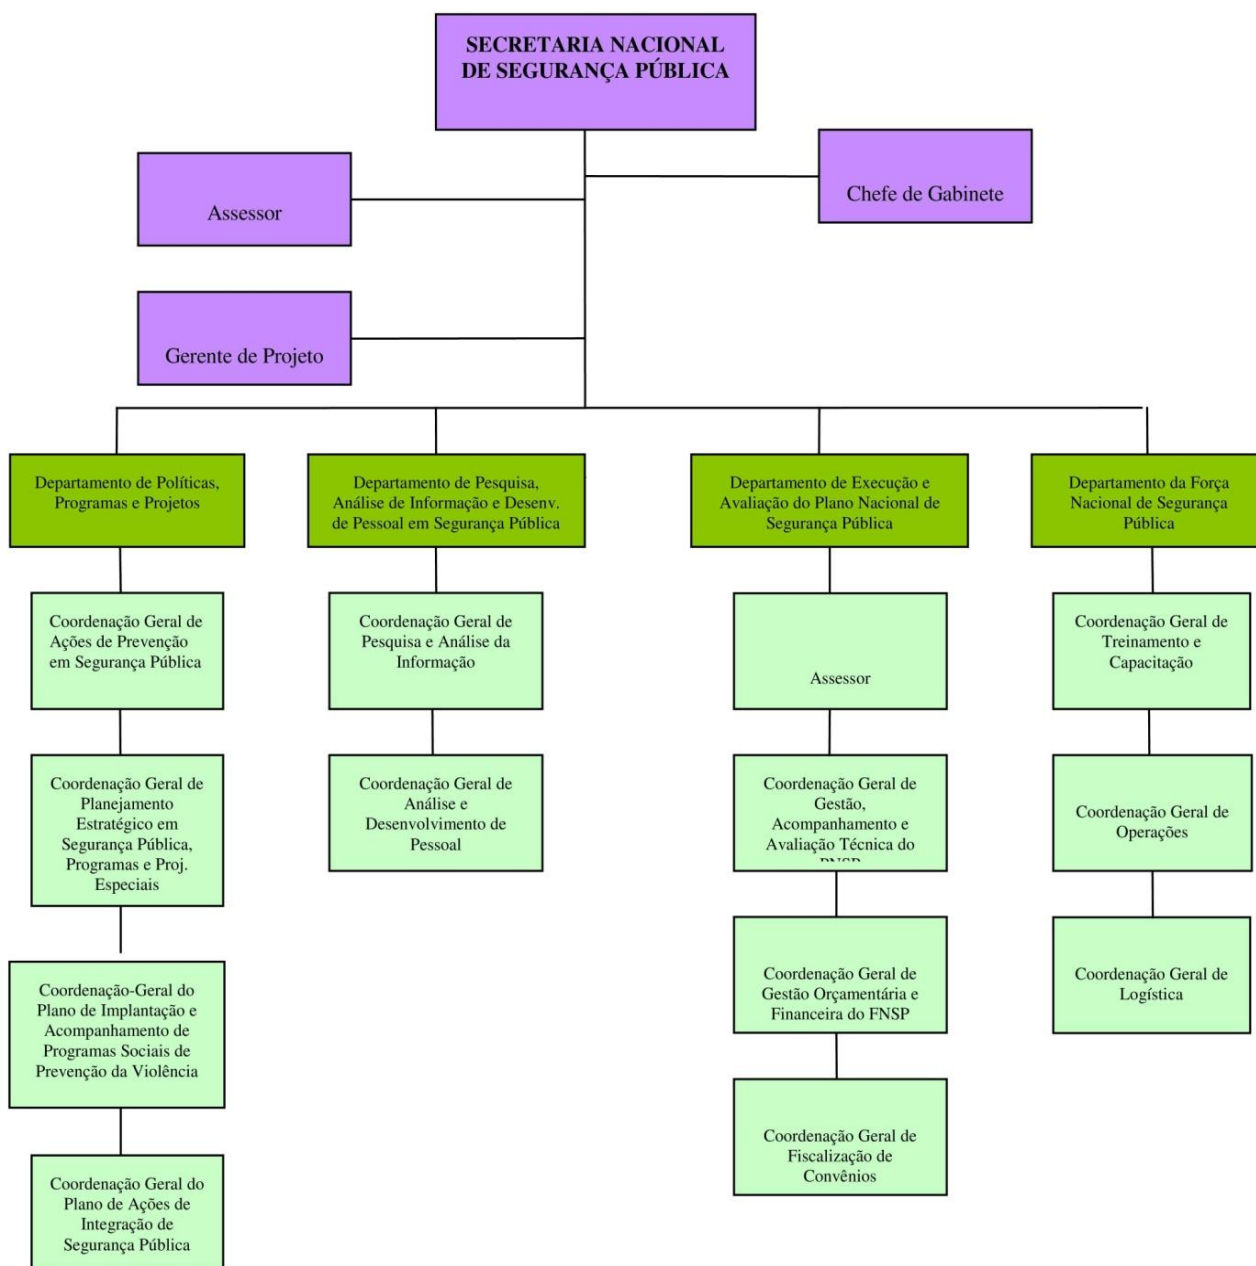 SECRETARIA NACIONAL
DE SEGURANÇA PÚBLICA
Chefe de Gabinete
Assessor
Gerente de Projeto
Departamento de Políticas,
Programas e Projetos
Departamento de Pesquisa,
Análise de Informação e Desenv.
de Pessoal em Segurança Pública
Departamento de Execução e
Avaliação do Plano Nacional de
Segurança Pública
Departamento da Força
Nacional de Segurança
Pública
Coordenação Geral de
Ações de Prevenção
em Segurança Pública
Coordenação Geral de
Pesquisa e Análise da
Informação
Assessor
Coordenação Geral de
Treinamento e
Capacitação
Coordenação Geral de
Planejamento
Estratégico em
Segurança Pública,
Programas e Proj.
Especiais
Coordenação Geral de
Análise e
Desenvolvimento de
Pessoal
Coordenação Geral de
Gestão,
Acompanhamento e
Avaliação Técnica do
Coordenação Geral de
Operações
Coordenação-Geral do
Plano de Implantação e
Acompanhamento de
Programas Sociais de
Prevenção da Violência
Coordenação Geral de
Gestão Orçamentária e
Financeira do FNSP
Coordenação Geral de
Logística
Coordenação Geral do
Plano de Ações de
Integração de
Segurança Pública
Coordenação Geral de
Fiscalização de
Convênios